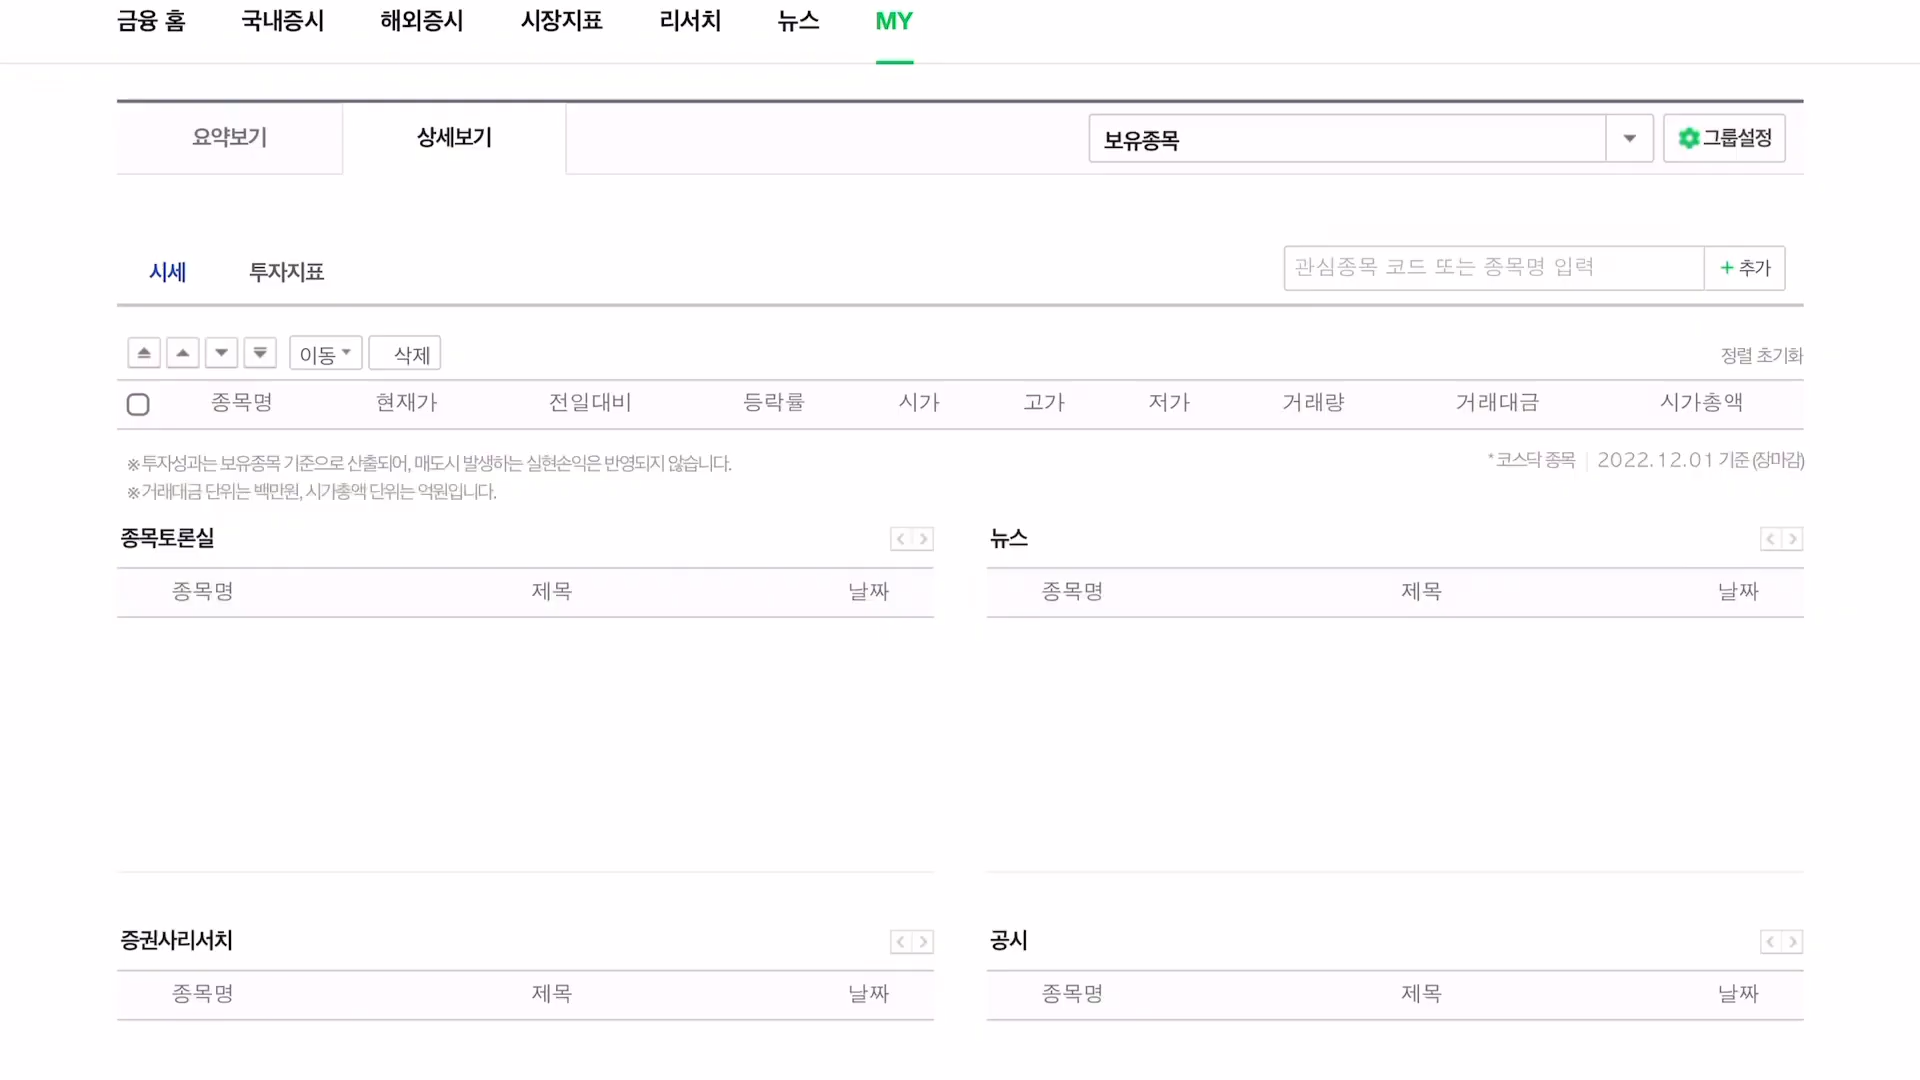 금융 홈 국내증시 해외증시 시장지표 리서치 뉴스 MY
요약보기 상세보기 보유종목 그룹설정
시세 투자지표 관심종목 코드 또는 종목명 입력 + 추가
이동 삭제 정렬 초기화
종목명 현재가 전일대비 등락률 시가 고가 저가 거래량 거래대금 시가총액
※ 투자성과는 보유종목 기준으로 산출되어, 매도시 발생하는 실현손익은 반영되지 않습니다. * 코스닥 종목 2022.12.01 기준 (장마감)
※ 거래대금 단위는 백만원, 시가총액 단위는 억원입니다.
종목토론실 뉴스
종목명 제목 날짜 종목명 제목 날짜
증권사리서치 공시
종목명 제목 날짜 종목명 제목 날짜